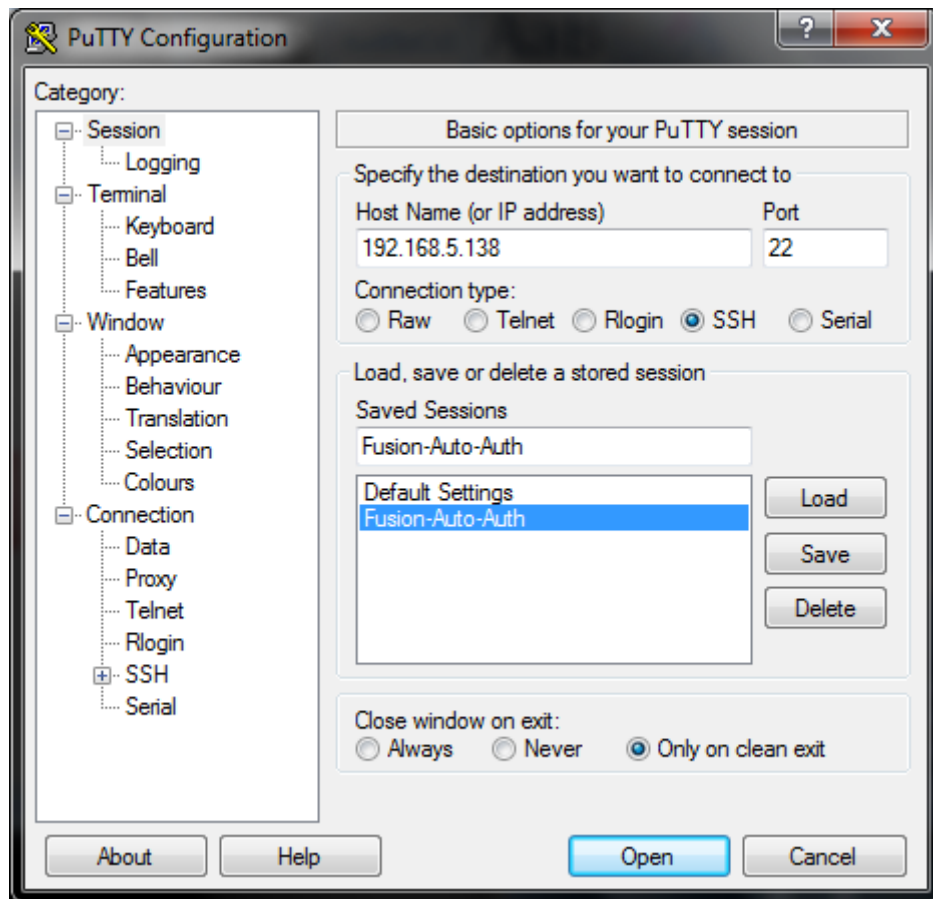 PuTTY Configuration
?
X
Category:
Session
Logging
Terminal
Keyboard
Bell
Features
Window
Appearance
Behaviour
Translation
Selection
Colours
Connection
Data
Proxy
Telnet
Rlogin
SSH
Serial
Basic options for your PuTTY session
Specify the destination you want to connect to
Host Name (or IP address) Port
192.168.5.138 22
Connection type:
Raw Telnet Rlogin SSH Serial
Load, save or delete a stored session
Saved Sessions
Fusion-Auto-Auth
Default Settings
Fusion-Auto-Auth
Load
Save
Delete
Close window on exit:
Always Never Only on clean exit
About Help Open Cancel